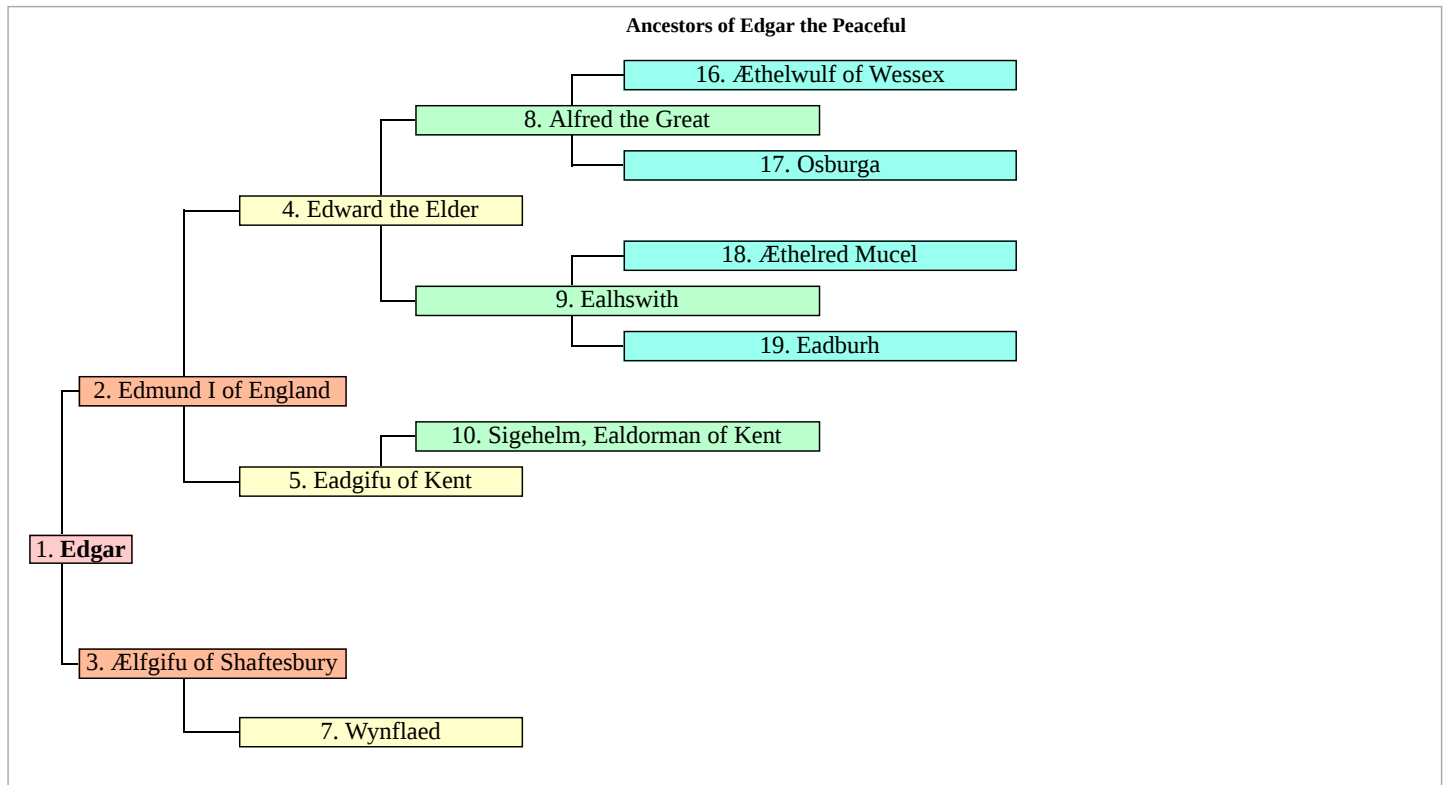 Ancestors of Edgar the Peaceful
16. Æthelwulf of Wessex
8. Alfred the Great
17. Osburga
4. Edward the Elder
18. Æthelred Mucel
9. Ealhswith
19. Eadburh
2. Edmund I of England
10. Sigehelm, Ealdorman of Kent
5. Eadgifu of Kent
1. Edgar
3. Ælfgifu of Shaftesbury
7. Wynflaed